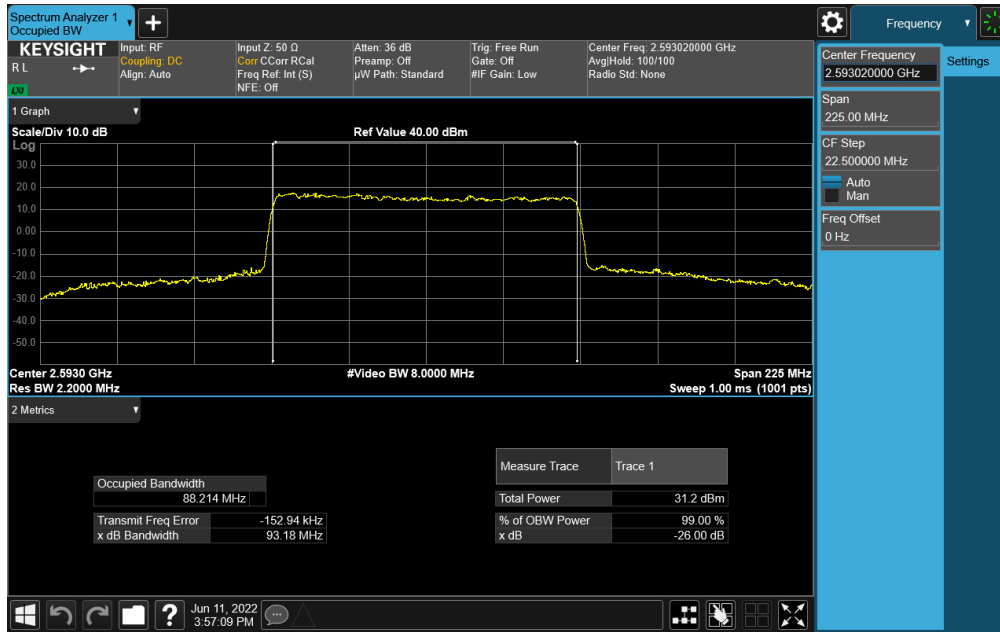 Spectrum Analyzer 1
Occupied BW
Frequency
KEYSIGHT
R L
LXI
Input: RF
Coupling: DC
Align: Auto
Input Z: 50 Ω
Corr CCorr RCal
Freq Ref: Int (S)
NFE: Off
Atten: 36 dB
Preamp: Off
µW Path: Standard
Trig: Free Run
Gate: Off
#IF Gain: Low
Center Freq: 2.593020000 GHz
Avg|Hold: 100/100
Radio Std: None
Center Frequency
2.593020000 GHz
Settings
Span
225.00 MHz
CF Step
22.500000 MHz
Auto
Man
Freq Offset
0 Hz
1 Graph
Scale/Div 10.0 dB
Ref Value 40.00 dBm
Log
30.0
20.0
10.0
0.00
-10.0
-20.0
-30.0
-40.0
-50.0
Center 2.5930 GHz
#Video BW 8.0000 MHz
Span 225 MHz
Res BW 2.2000 MHz
Sweep 1.00 ms (1001 pts)
2 Metrics
Measure Trace Trace 1
Occupied Bandwidth
88.214 MHz
Total Power 31.2 dBm
Transmit Freq Error -152.94 kHz
% of OBW Power 99.00 %
x dB Bandwidth 93.18 MHz
x dB -26.00 dB
Jun 11, 2022
3:57:09 PM